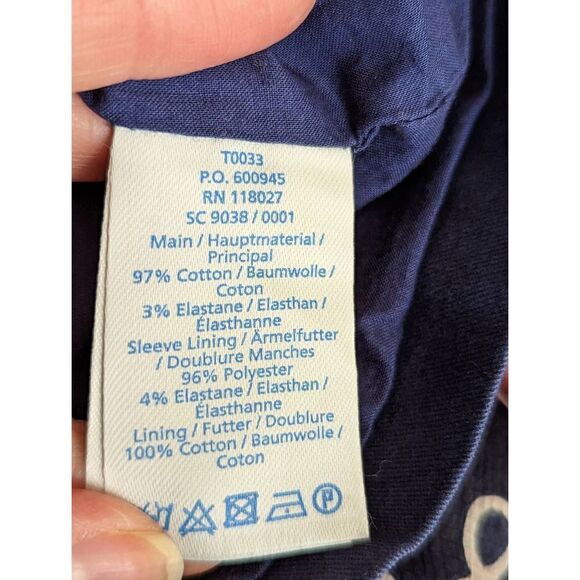 T0033
P.O. 600945
RN 118027
SC 9038 / 0001
Main / Hauptmaterial /
Principal
97% Cotton / Baumwolle /
Coton
3% Elastane / Elasthan /
Élasthanne
Sleeve Lining / Ärmelfutter
/ Doublure Manches
96% Polyester
4% Elastane / Elasthan /
Élasthanne
Lining / Futter / Doublure
100% Cotton / Baumwolle /
Coton
P